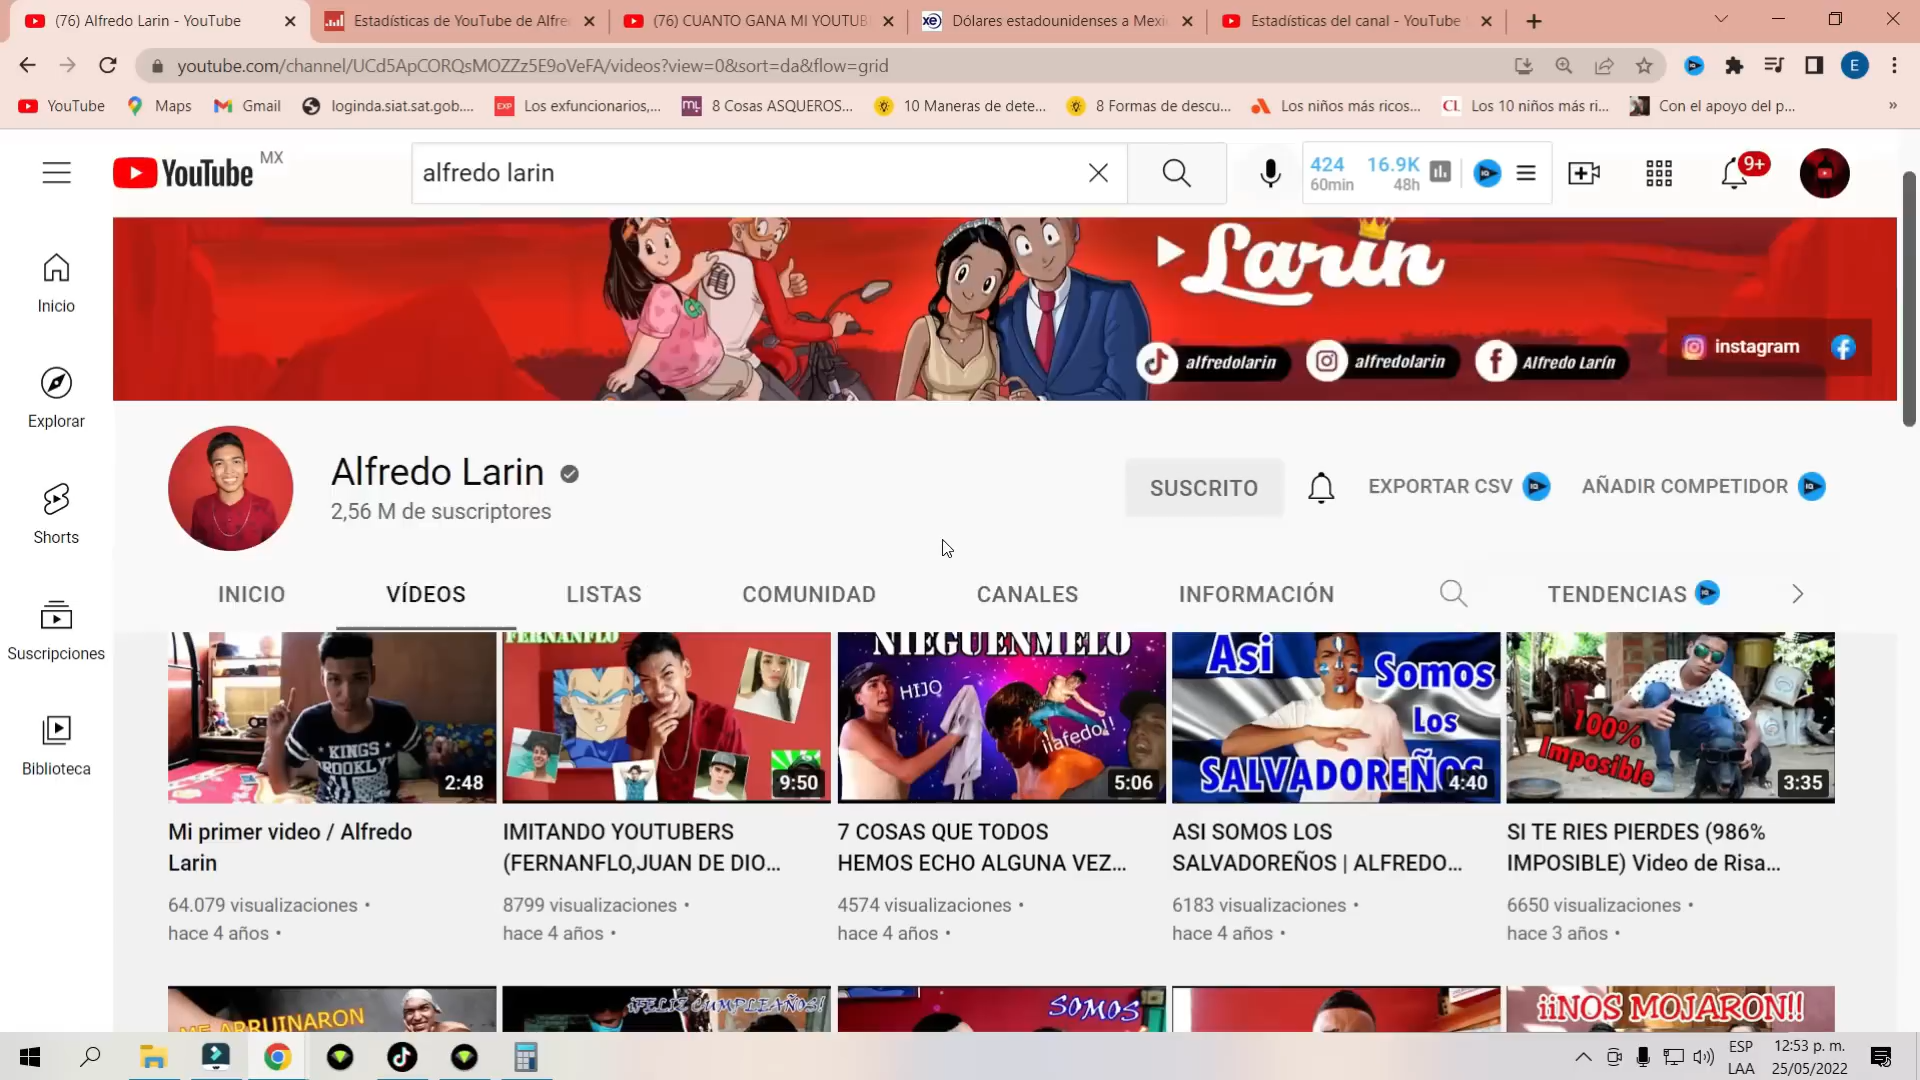 (76) Alfredo Larin - YouTube
Estadísticas de YouTube de Alfre
(76) CUANTO GANA MI YOUTUB
Dólares estadounidenses a Mexi
Estadísticas del canal - YouTube
youtube.com/channel/UCd5ApCORQsMOZZz5E9oVeFA/videos?view=0&sort=da&flow=grid
E
YouTube
Maps
Gmail
loginda.siat.sat.gob....
Los exfuncionarios,...
8 Cosas ASQUEROS...
10 Maneras de dete...
8 Formas de descu...
Los niños más ricos...
Los 10 niños más ri...
Con el apoyo del p...
»
YouTube MX
alfredo larin
424
60min
16.9K
48h
9+
Larin
alfredolarin
alfredolarin
Alfredo Larín
instagram
Inicio
Explorar
Shorts
Suscripciones
Biblioteca
Alfredo Larin
2,56 M de suscriptores
SUSCRITO
EXPORTAR CSV
AÑADIR COMPETIDOR
INICIO
VÍDEOS
LISTAS
COMUNIDAD
CANALES
INFORMACIÓN
TENDENCIAS
KINGS
2:48
FERNANFLO
9:50
NIEGUENMELO
HIJO
¡lafedo!
5:06
Asi
Somos
Los
SALVADOREÑOS
4:40
100%
Imposible
3:35
Mi primer video / Alfredo
Larin
64.079 visualizaciones •
hace 4 años •
IMITANDO YOUTUBERS
(FERNANFLO,JUAN DE DIO...
8799 visualizaciones •
hace 4 años •
7 COSAS QUE TODOS
HEMOS ECHO ALGUNA VEZ...
4574 visualizaciones •
hace 4 años •
ASI SOMOS LOS
SALVADOREÑOS | ALFREDO...
6183 visualizaciones •
hace 4 años •
SI TE RIES PIERDES (986%
IMPOSIBLE) Video de Risa...
6650 visualizaciones •
hace 3 años •
ME ARRUINARON
¡FELIZ CUMPLEAÑOS!
SOMOS
¡¡NOS MOJARON!!
ESP
LAA
12:53 p. m.
25/05/2022